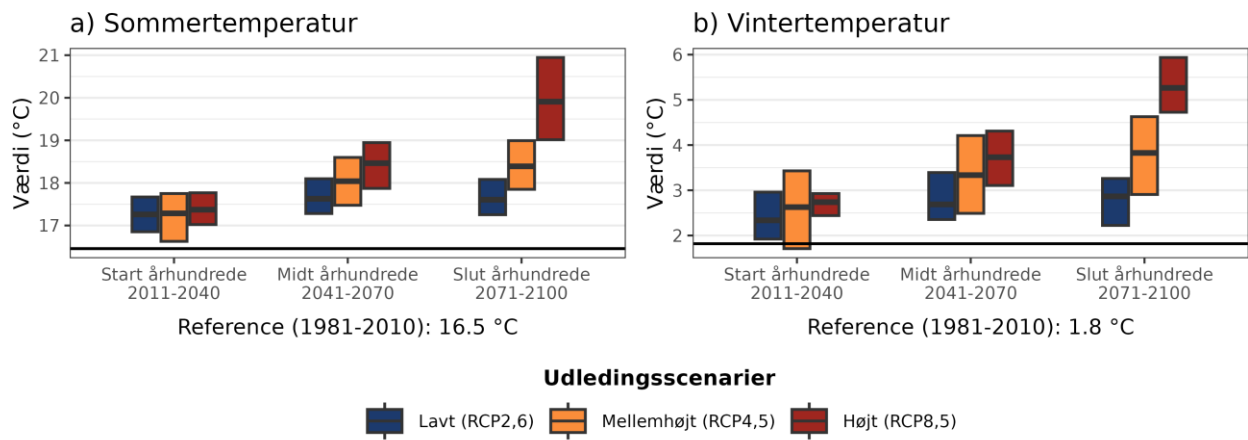 a) Sommertemperatur
Værdi (°C)
21
20
19
18
17
Start århundrede
2011-2040
Midt århundrede
2041-2070
Slut århundrede
2071-2100
Reference (1981-2010): 16.5 °C
b) Vintertemperatur
Værdi (°C)
6
5
4
3
2
Start århundrede
2011-2040
Midt århundrede
2041-2070
Slut århundrede
2071-2100
Reference (1981-2010): 1.8 °C
Udledingsscenarier
Lavt (RCP2,6)
Mellemhøjt (RCP4,5)
Højt (RCP8,5)